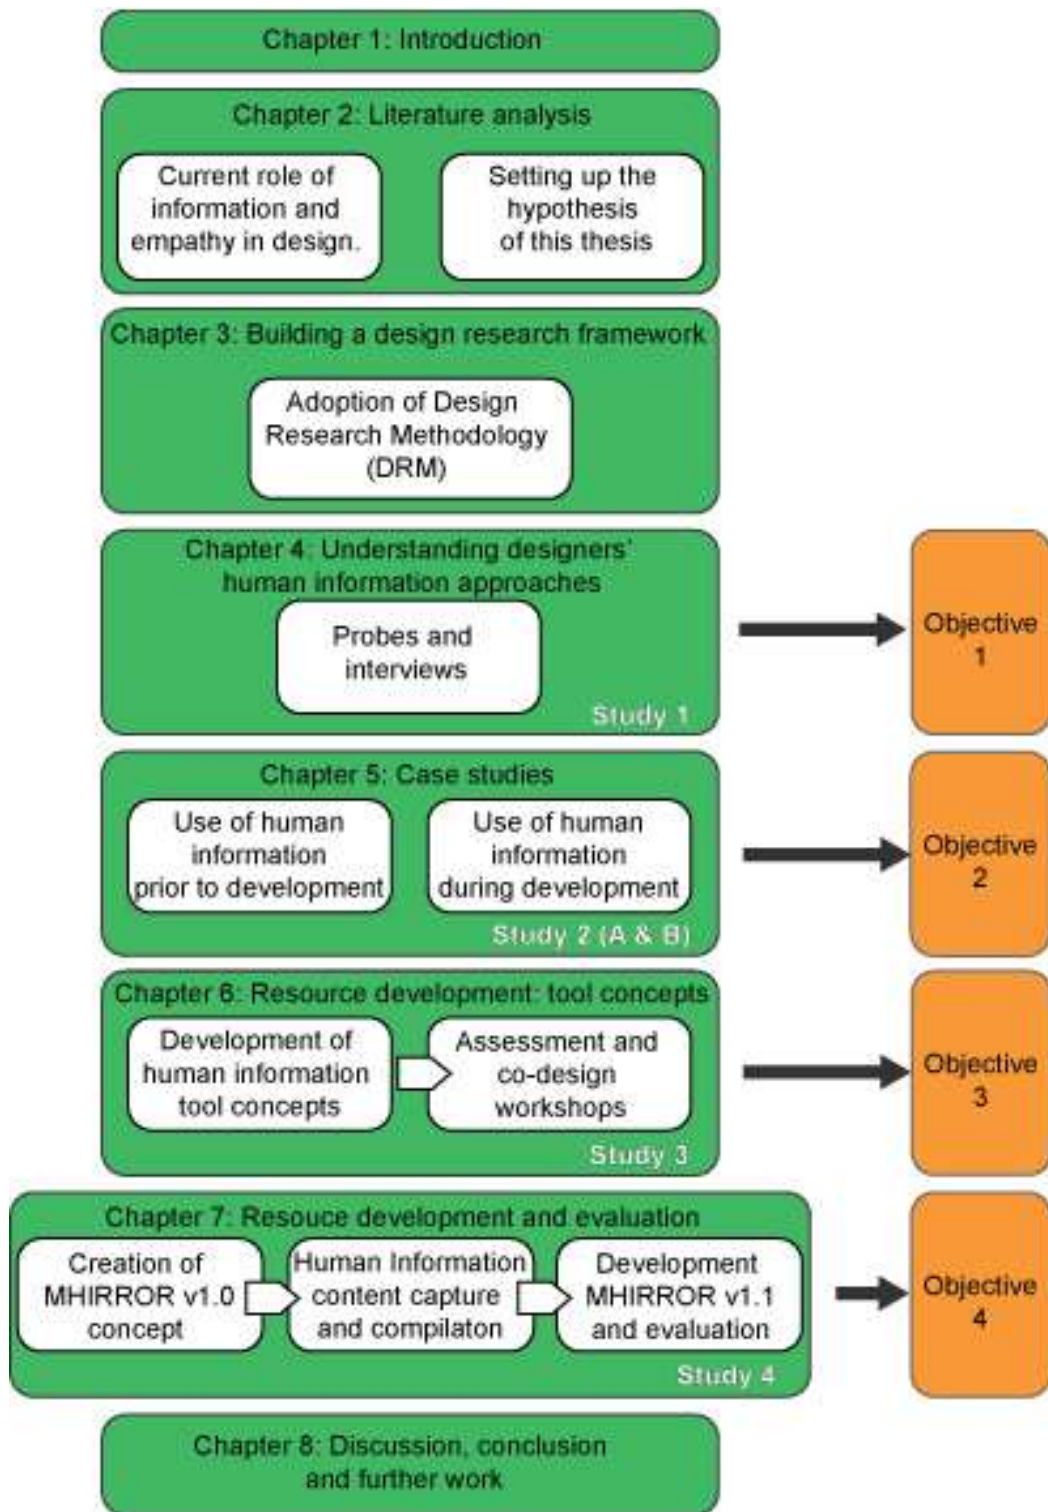 Chapter 1: Introduction
Chapter 2: Literature analysis
Current role of
information and
empathy in design.
Setting up the
hypothesis
of this thesis
Chapter 3: Building a design research framework
Adoption of Design
Research Methodology
(DRM)
Chapter 4: Understanding designers'
human information approaches
Probes and
interviews
Study 1
Objective
1
Chapter 5: Case studies
Use of human
information
prior to development
Use of human
information
during development
Study 2 (A & B)
Objective
2
Chapter 6: Resource development: tool concepts
Development of
human information
tool concepts
Assessment and
co-design
workshops
Study 3
Objective
3
Chapter 7: Resouce development and evaluation
Creation of
MHIRROR v1.0
concept
Human Information
content capture
and compilaton
Development
MHIRROR v1.1
and evaluation
Study 4
Objective
4
Chapter 8: Discussion, conclusion
and further work